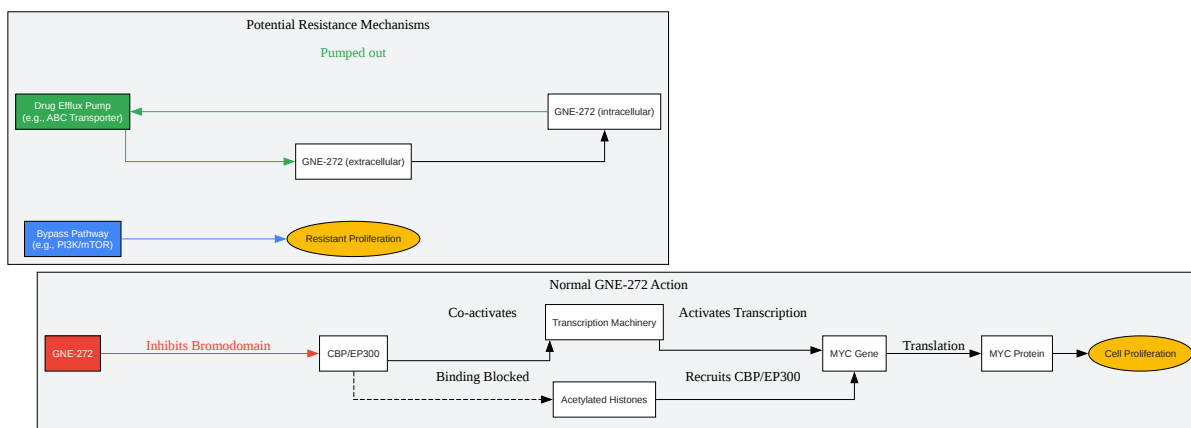 Potential Resistance Mechanisms
Pumped out
Drug Efflux Pump
(e.g., ABC Transporter)
GNE-272 (intracellular)
GNE-272 (extracellular)
Bypass Pathway
(e.g., PI3K/mTOR)
Resistant Proliferation
Normal GNE-272 Action
Co-activates
Transcription Machinery
Activates Transcription
GNE-272
Inhibits Bromodomain
CBP/EP300
MYC Gene
Translation
MYC Protein
Cell Proliferation
Binding Blocked
Recruits CBP/EP300
Acetylated Histones